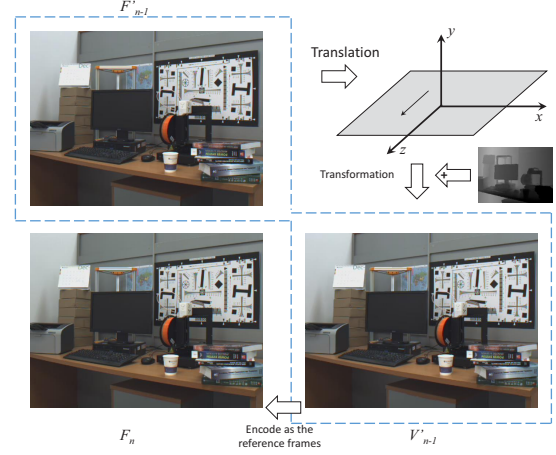 F'n-1
Translation
y
x
z
Transformation
+
Encode as the
reference frames
Fn
V'n-1